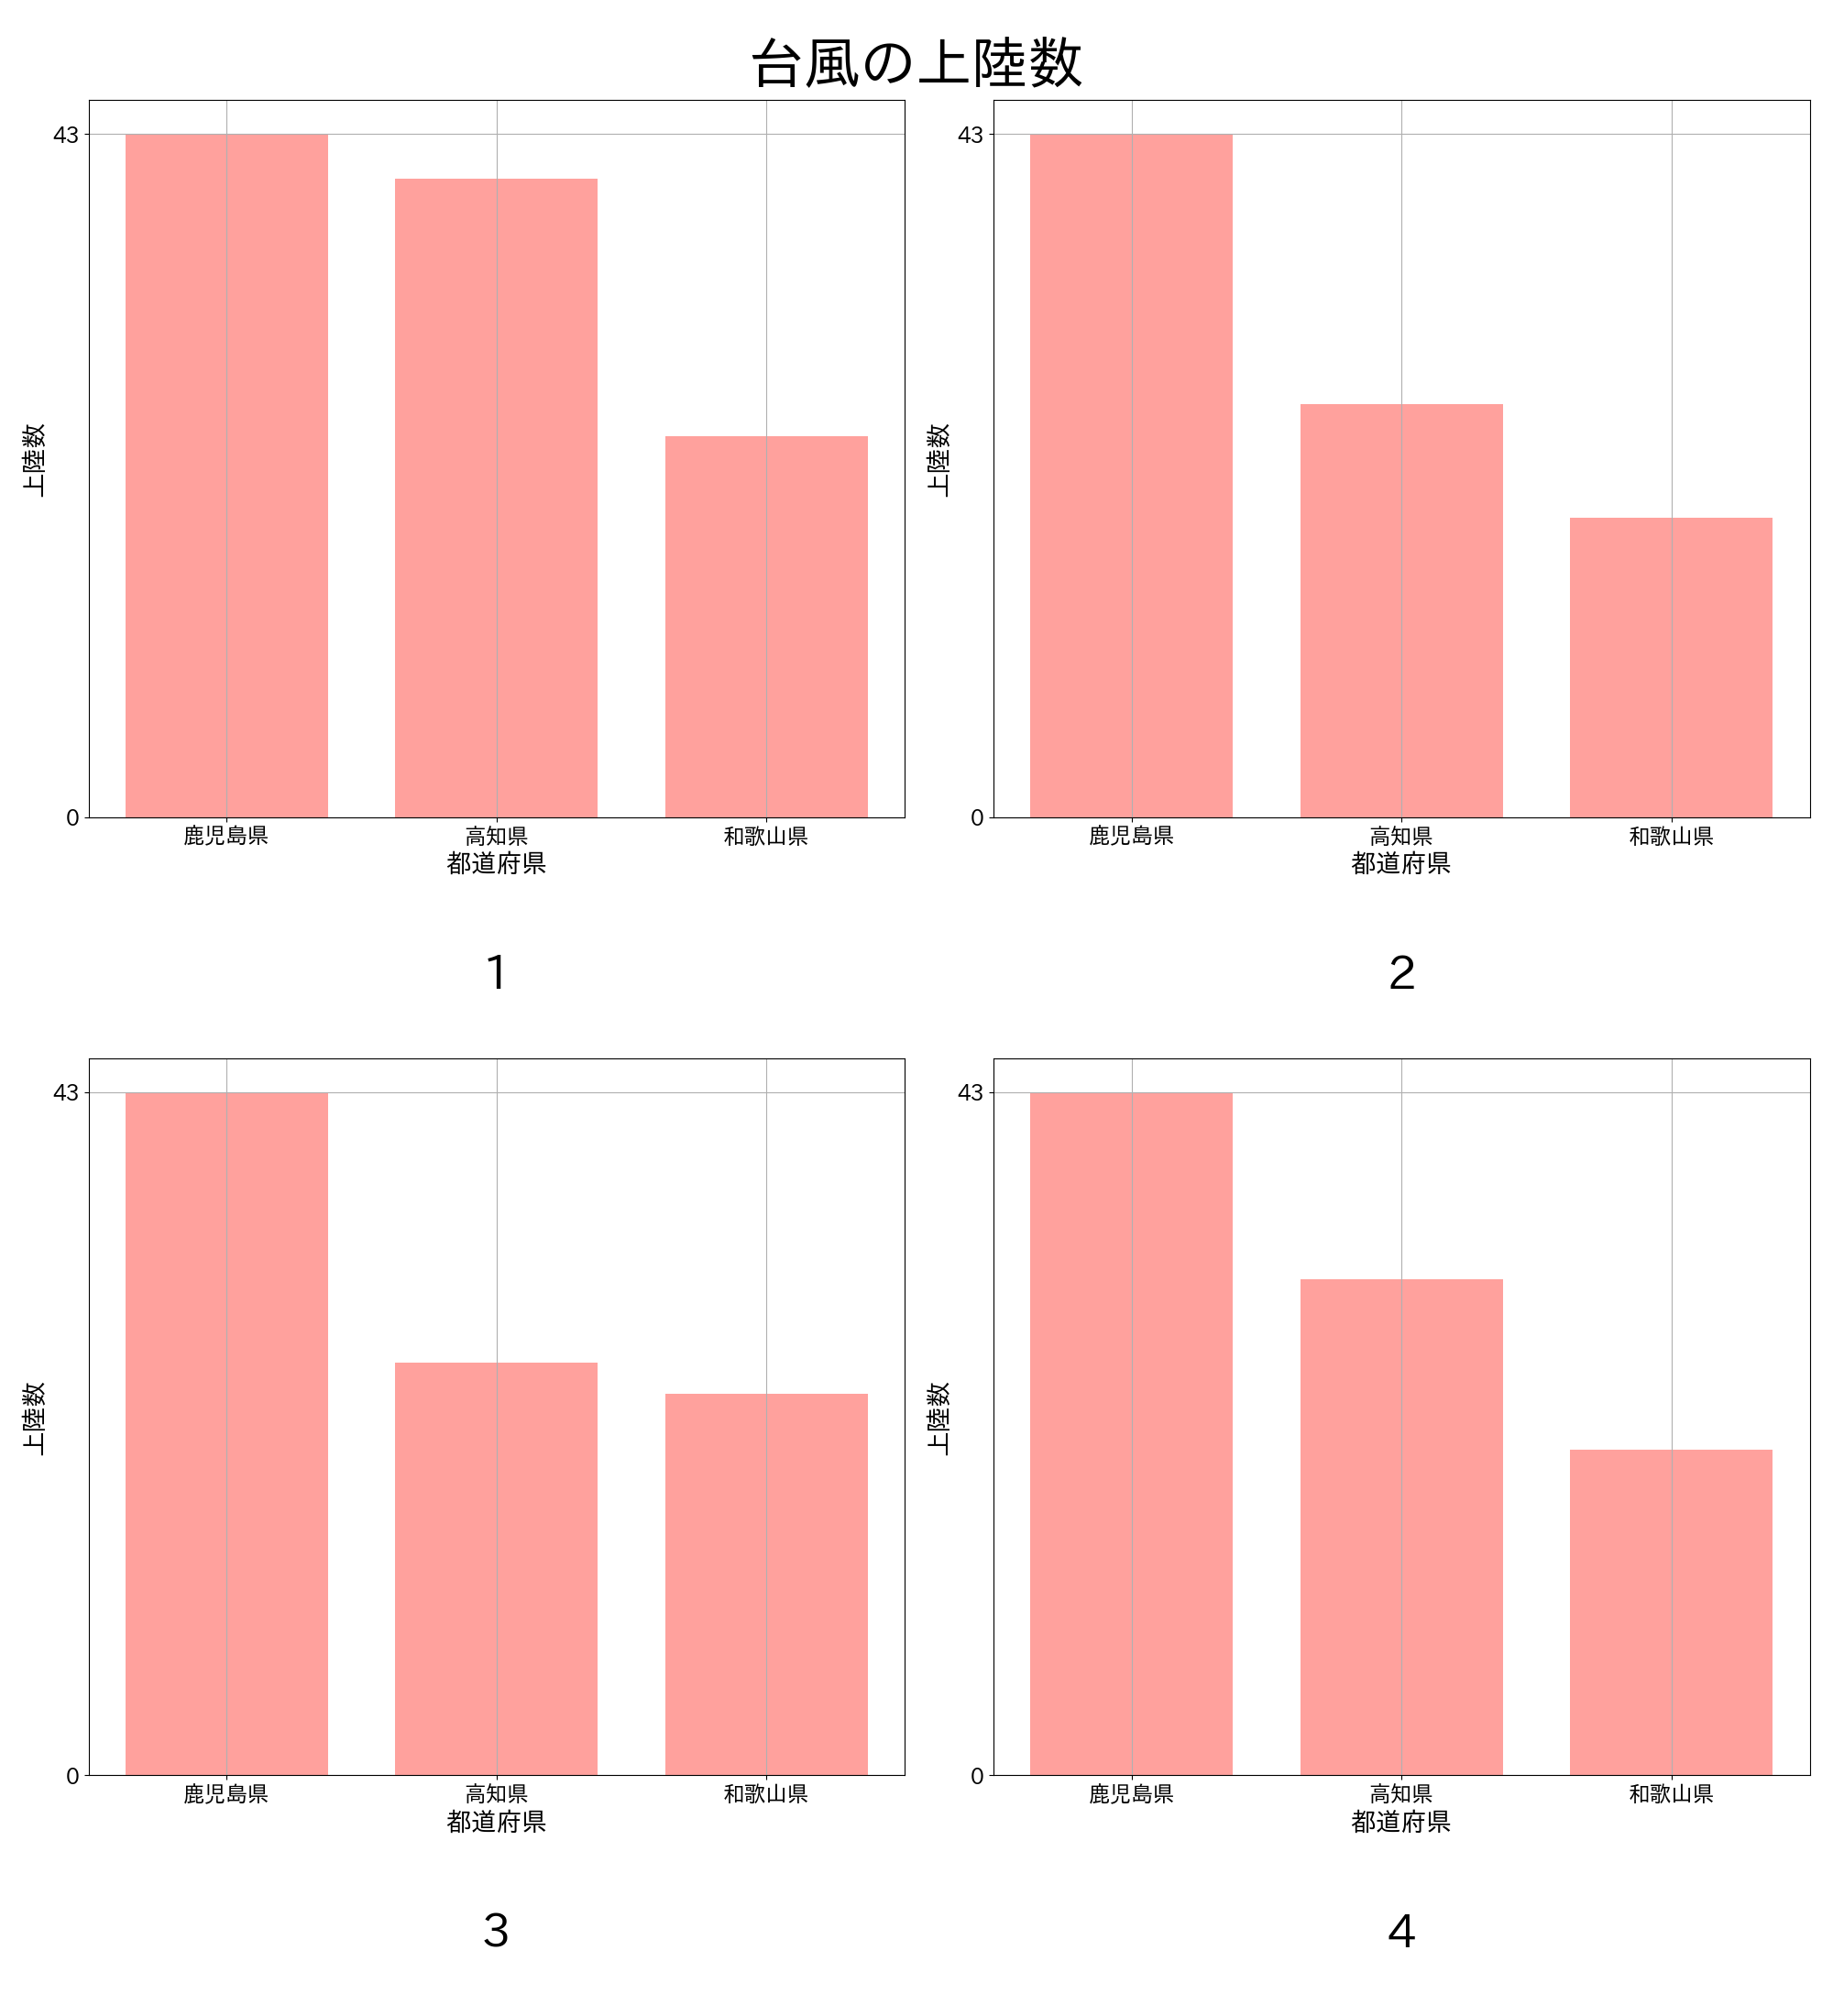 台風の上陸数
43
上陸数
0
鹿児島県 高知県 和歌山県
都道府県
1
43
上陸数
0
鹿児島県 高知県 和歌山県
都道府県
2
43
上陸数
0
鹿児島県 高知県 和歌山県
都道府県
3
43
上陸数
0
鹿児島県 高知県 和歌山県
都道府県
4